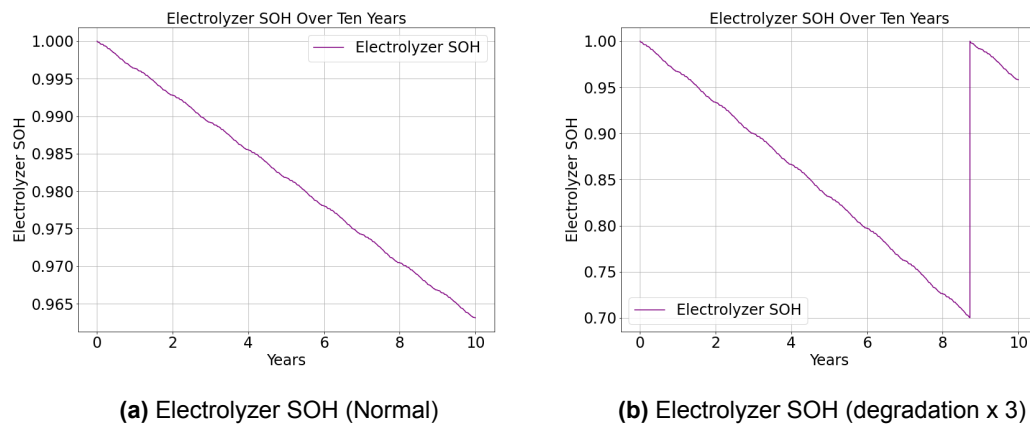 Electrolyzer SOH Over Ten Years
1.000
0.995
0.990
0.985
0.980
0.975
0.970
0.965
Electrolyzer SOH
Electrolyzer SOH
0
2
4
6
8
10
Years
(a) Electrolyzer SOH (Normal)
Electrolyzer SOH Over Ten Years
1.00
0.95
0.90
0.85
0.80
0.75
0.70
Electrolyzer SOH
Electrolyzer SOH
0
2
4
6
8
10
Years
(b) Electrolyzer SOH (degradation x 3)